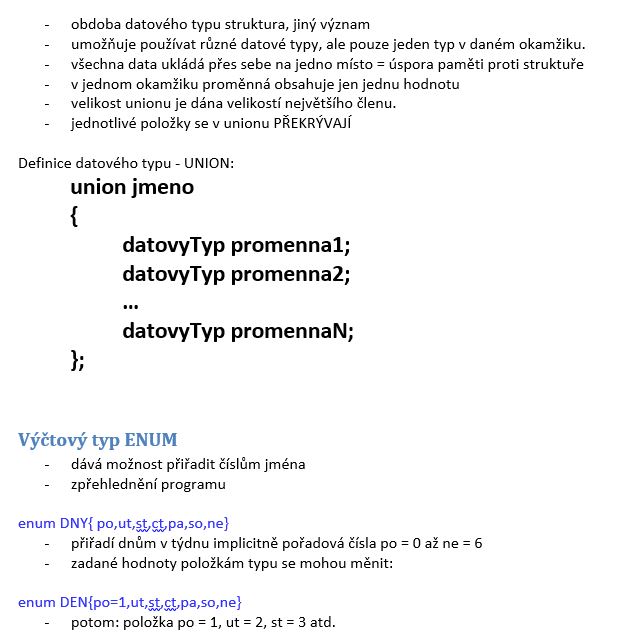 - obdoba datového typu struktura, jiný význam
- umožňuje používat různé datové typy, ale pouze jeden typ v daném okamžiku.
- všechna data ukládá přes sebe na jedno místo = úspora paměti proti struktuře
- v jednom okamžiku proměnná obsahuje jen jednu hodnotu
- velikost unionu je dána velikostí největšího členu.
- jednotlivé položky se v unionu PŘEKRÝVAJÍ
Definice datového typu - UNION:
union jmeno
{
datovyTyp promenna1;
datovyTyp promenna2;
...
datovyTyp promennaN;
};
Výčtový typ ENUM
- dává možnost přiřadit číslům jména
- zpřehlednění programu
enum DNY{ po,ut,st,ct,pa,so,ne}
- přiřadí dnům v týdnu implicitně pořadová čísla po = 0 až ne = 6
- zadané hodnoty položkám typu se mohou měnit:
enum DEN{po=1,ut,st,ct,pa,so,ne}
- potom: položka po = 1, ut = 2, st = 3 atd.